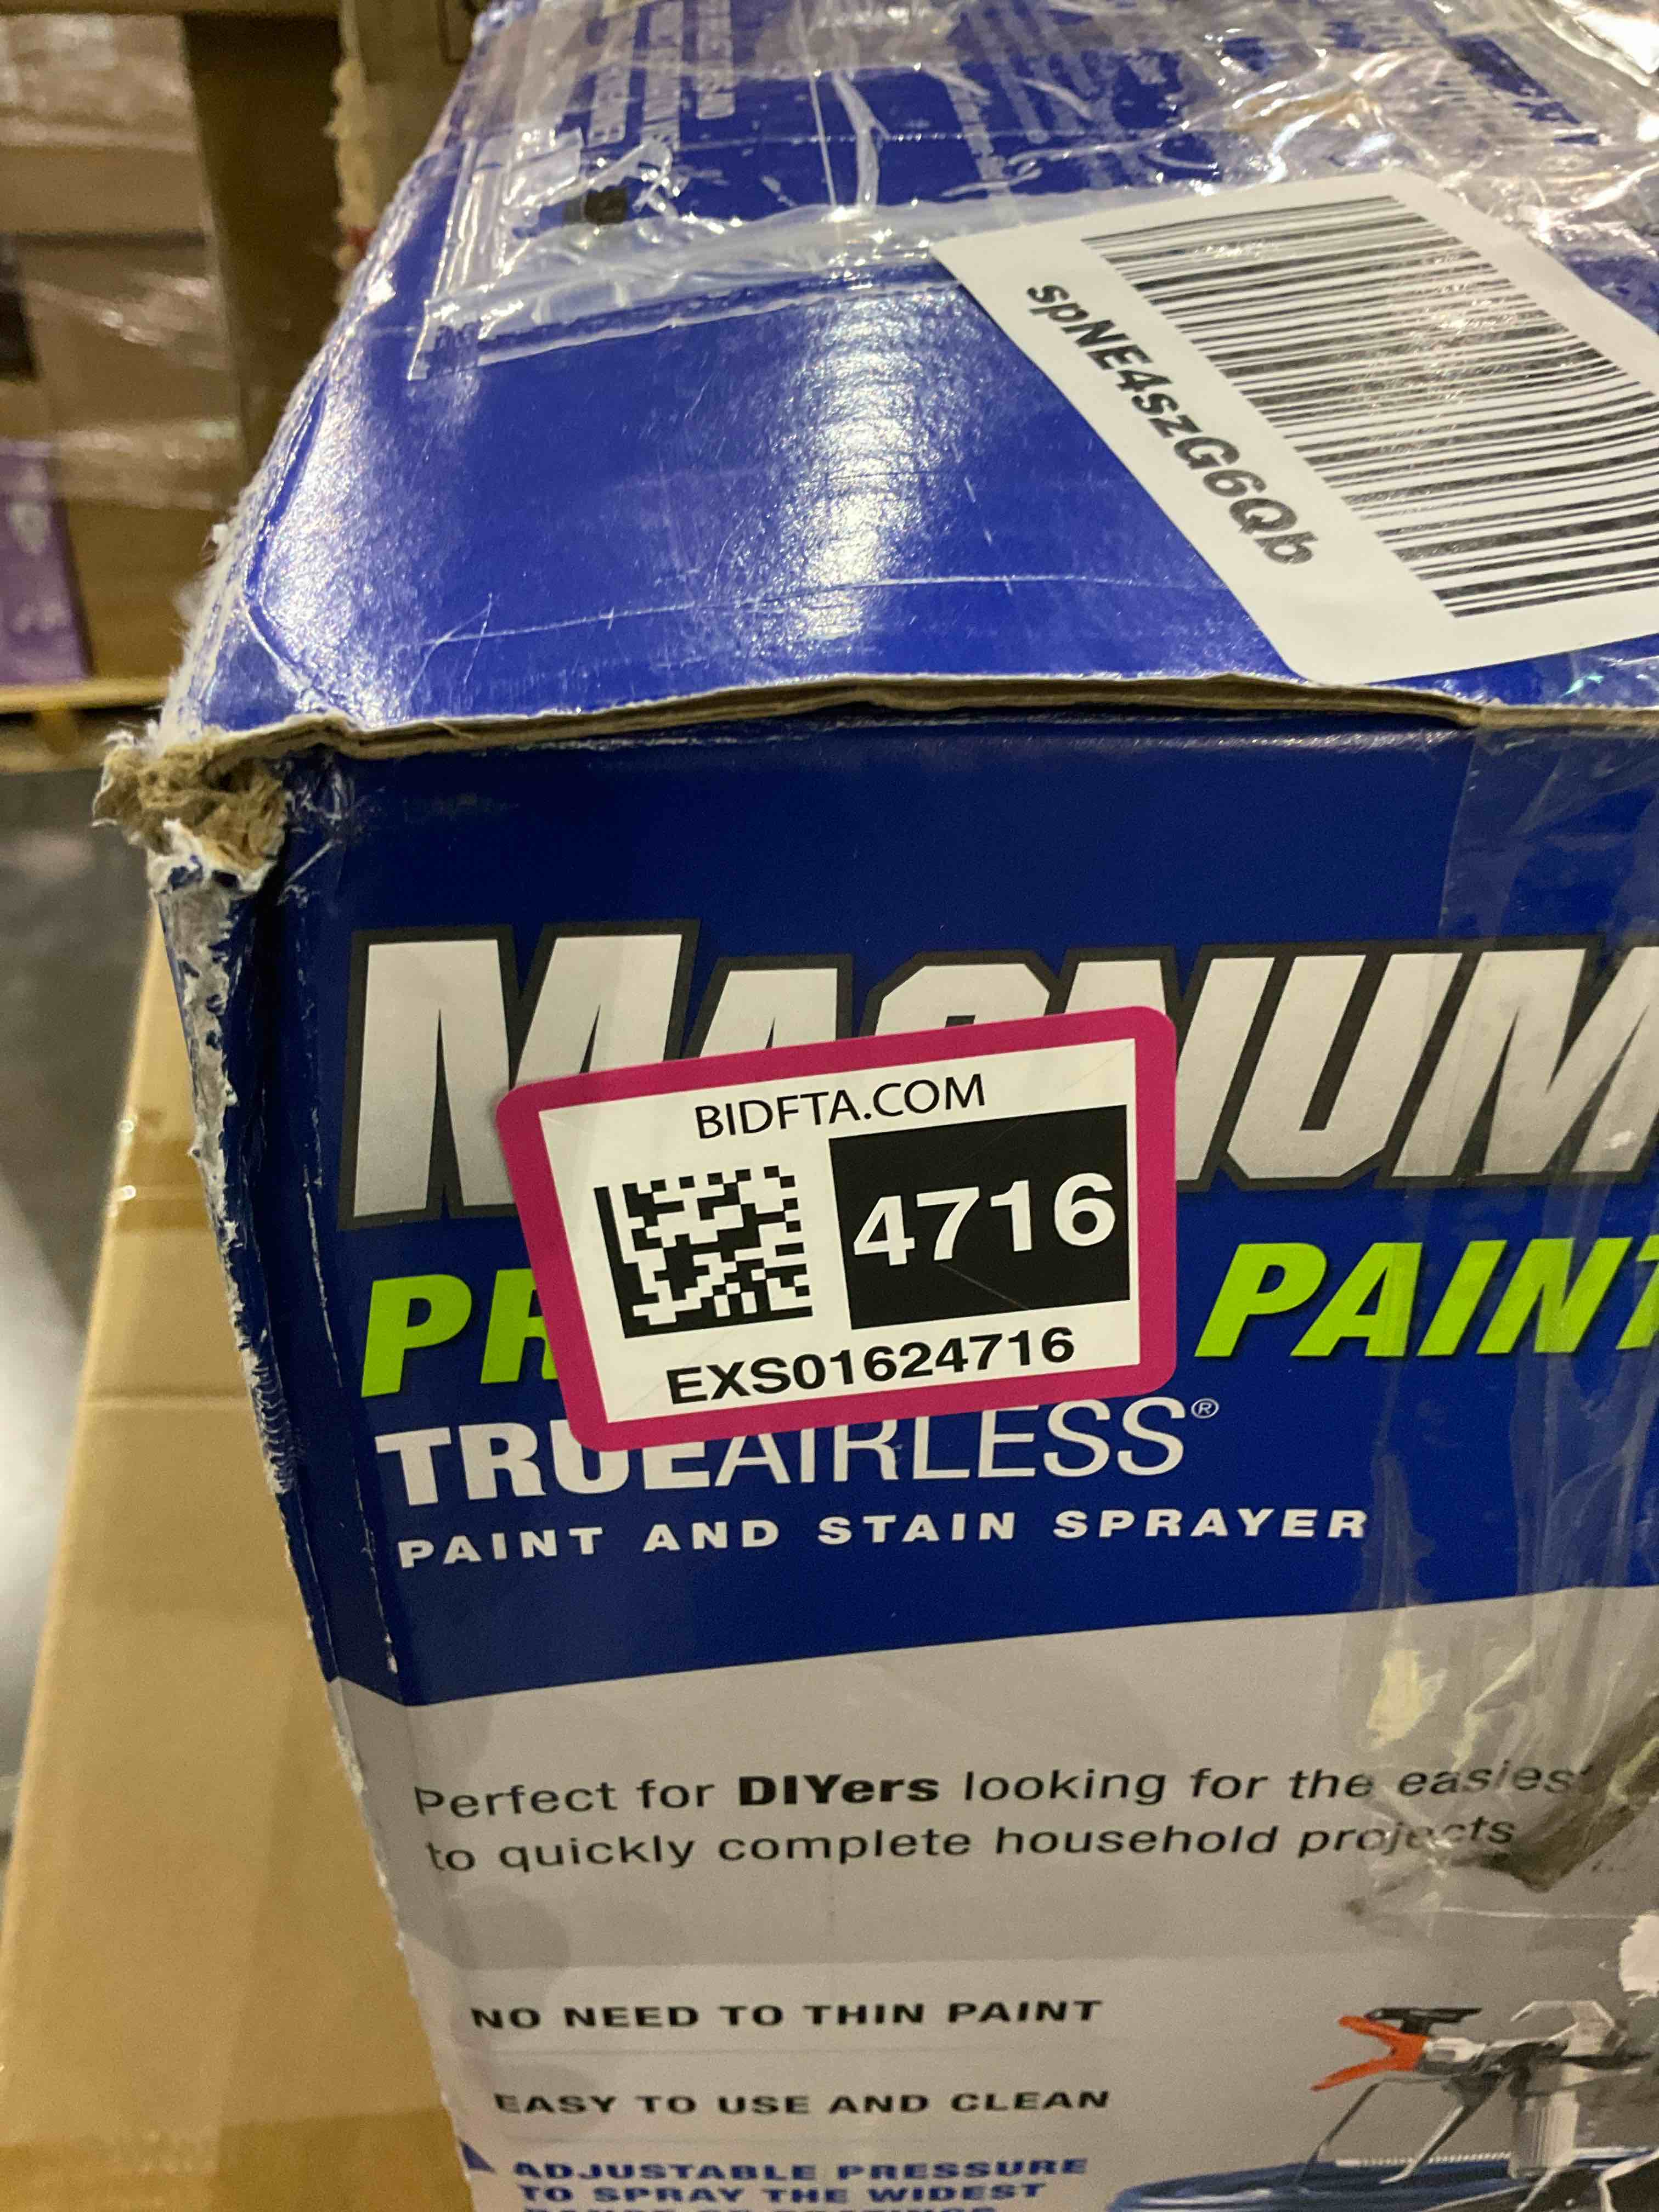 spNE4szG6Qb
MAGNUM
BIDFTA.COM
4716
EXS01624716
PAINT
TRUEAIRLESS®
PAINT AND STAIN SPRAYER
Perfect for DIYers looking for the easies
to quickly complete household projects
NO NEED TO THIN PAINT
EASY TO USE AND CLEAN
ADJUSTABLE PRESSURE
TO SPRAY THE WIDEST